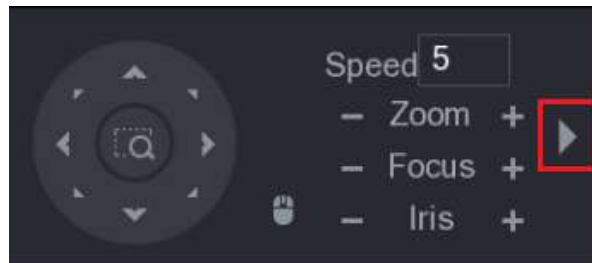 Speed 5
− Zoom +
− Focus +
− Iris +